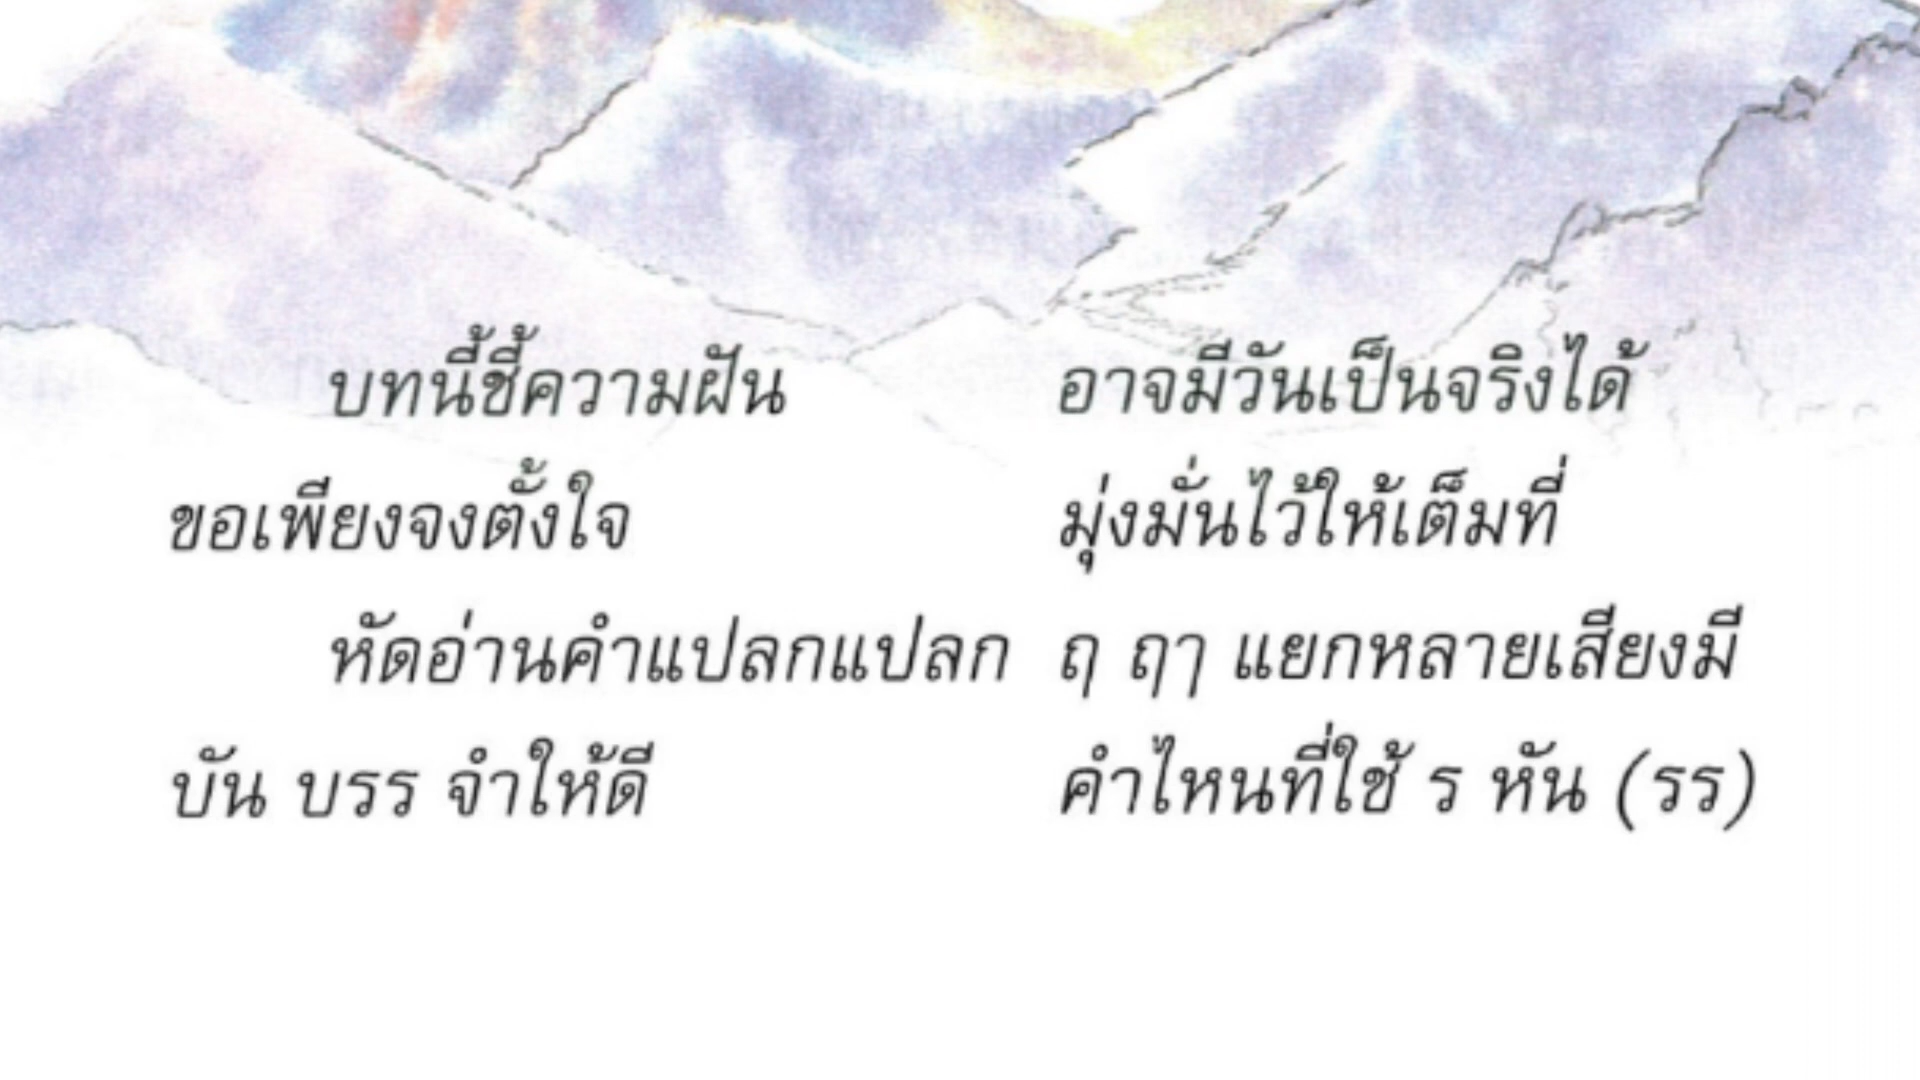 บทนี้ชี้ความฝัน อาจมีวันเป็นจริงได้
ขอเพียงจงตั้งใจ มุ่งมั่นไว้ให้เต็มที่
หัดอ่านคำแปลกแปลก ฤ ฤๅ แยกหลายเสียงมี
บัน บรร จำให้ดี คำไหนที่ใช้ ร หัน (รร)